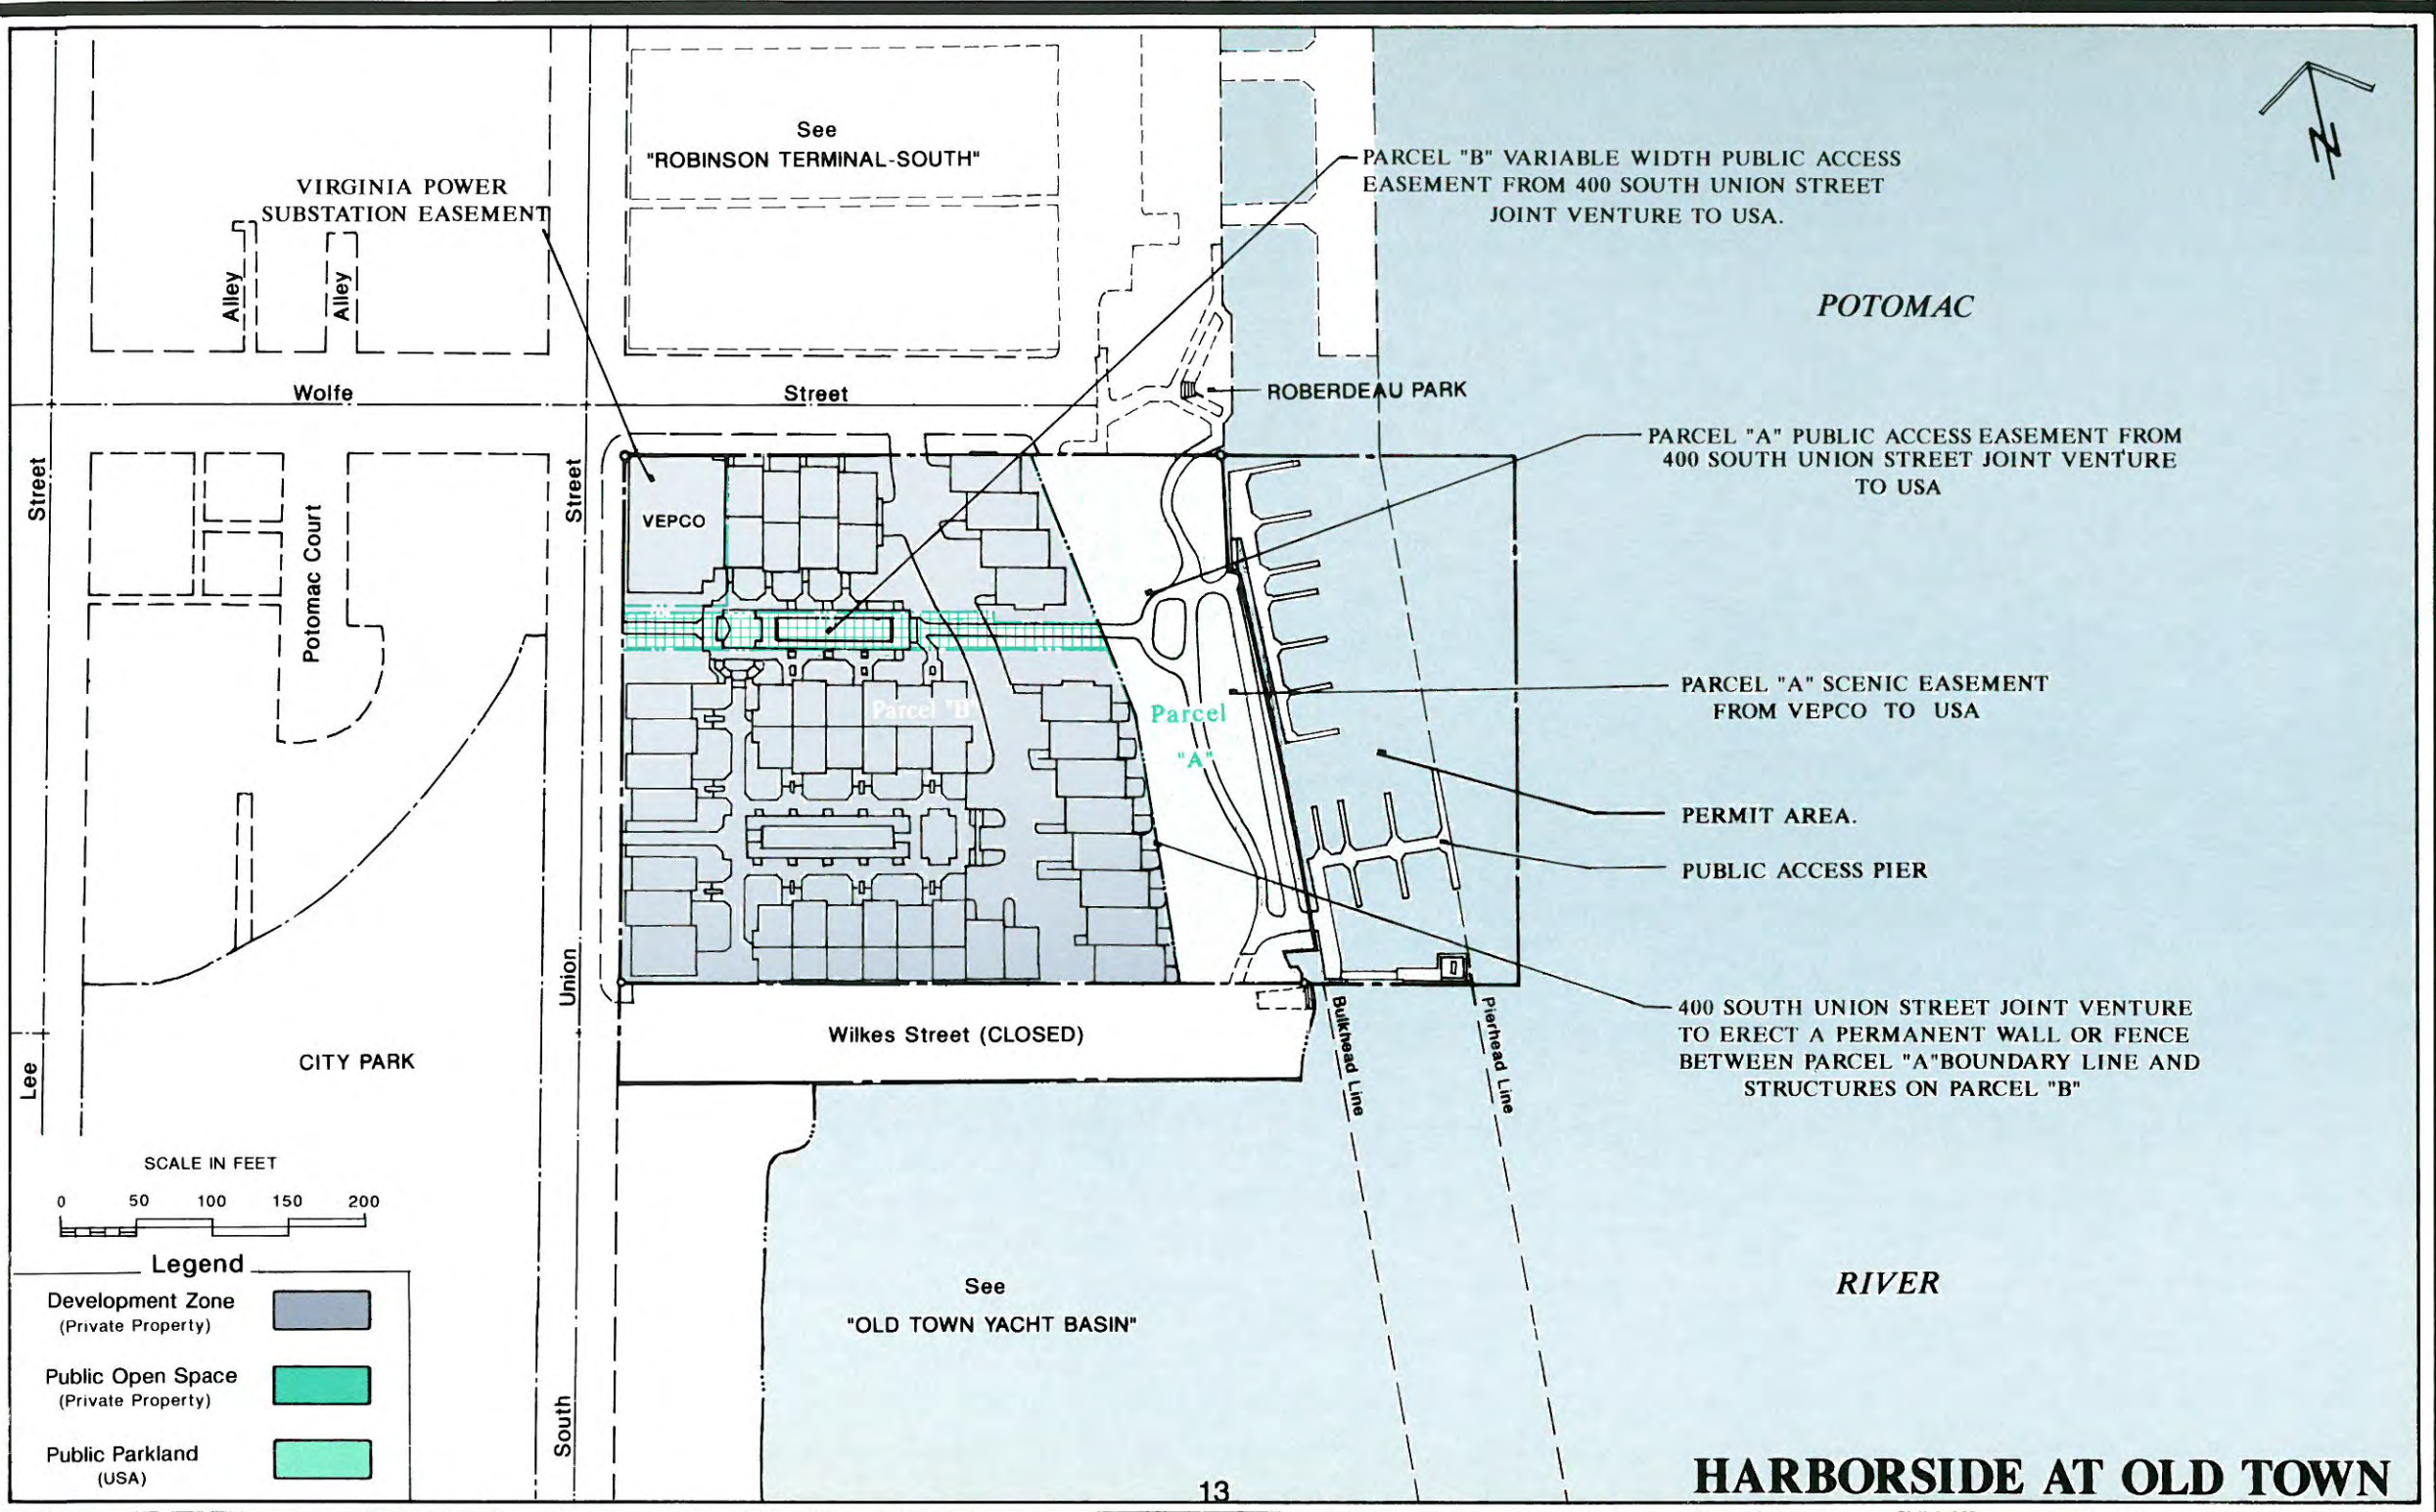 See
"ROBINSON TERMINAL-SOUTH"
VIRGINIA POWER
SUBSTATION EASEMENT
Alley
Alley
PARCEL "B" VARIABLE WIDTH PUBLIC ACCESS
EASEMENT FROM 400 SOUTH UNION STREET
JOINT VENTURE TO USA.
N
POTOMAC
Wolfe
Street
ROBERDEAU PARK
PARCEL "A" PUBLIC ACCESS EASEMENT FROM
400 SOUTH UNION STREET JOINT VENTURE
TO USA
Street
Potomac Court
Street
VEPCO
Parcel "B"
Parcel
"A"
PARCEL "A" SCENIC EASEMENT
FROM VEPCO TO USA
PERMIT AREA.
PUBLIC ACCESS PIER
400 SOUTH UNION STREET JOINT VENTURE
TO ERECT A PERMANENT WALL OR FENCE
BETWEEN PARCEL "A"BOUNDARY LINE AND
STRUCTURES ON PARCEL "B"
Union
Wilkes Street (CLOSED)
Bulkhead Line
Pierhead Line
Lee
CITY PARK
SCALE IN FEET
0 50 100 150 200
Legend
Development Zone
(Private Property)
Public Open Space
(Private Property)
Public Parkland
(USA)
South
See
"OLD TOWN YACHT BASIN"
RIVER
13
HARBORSIDE AT OLD TOWN